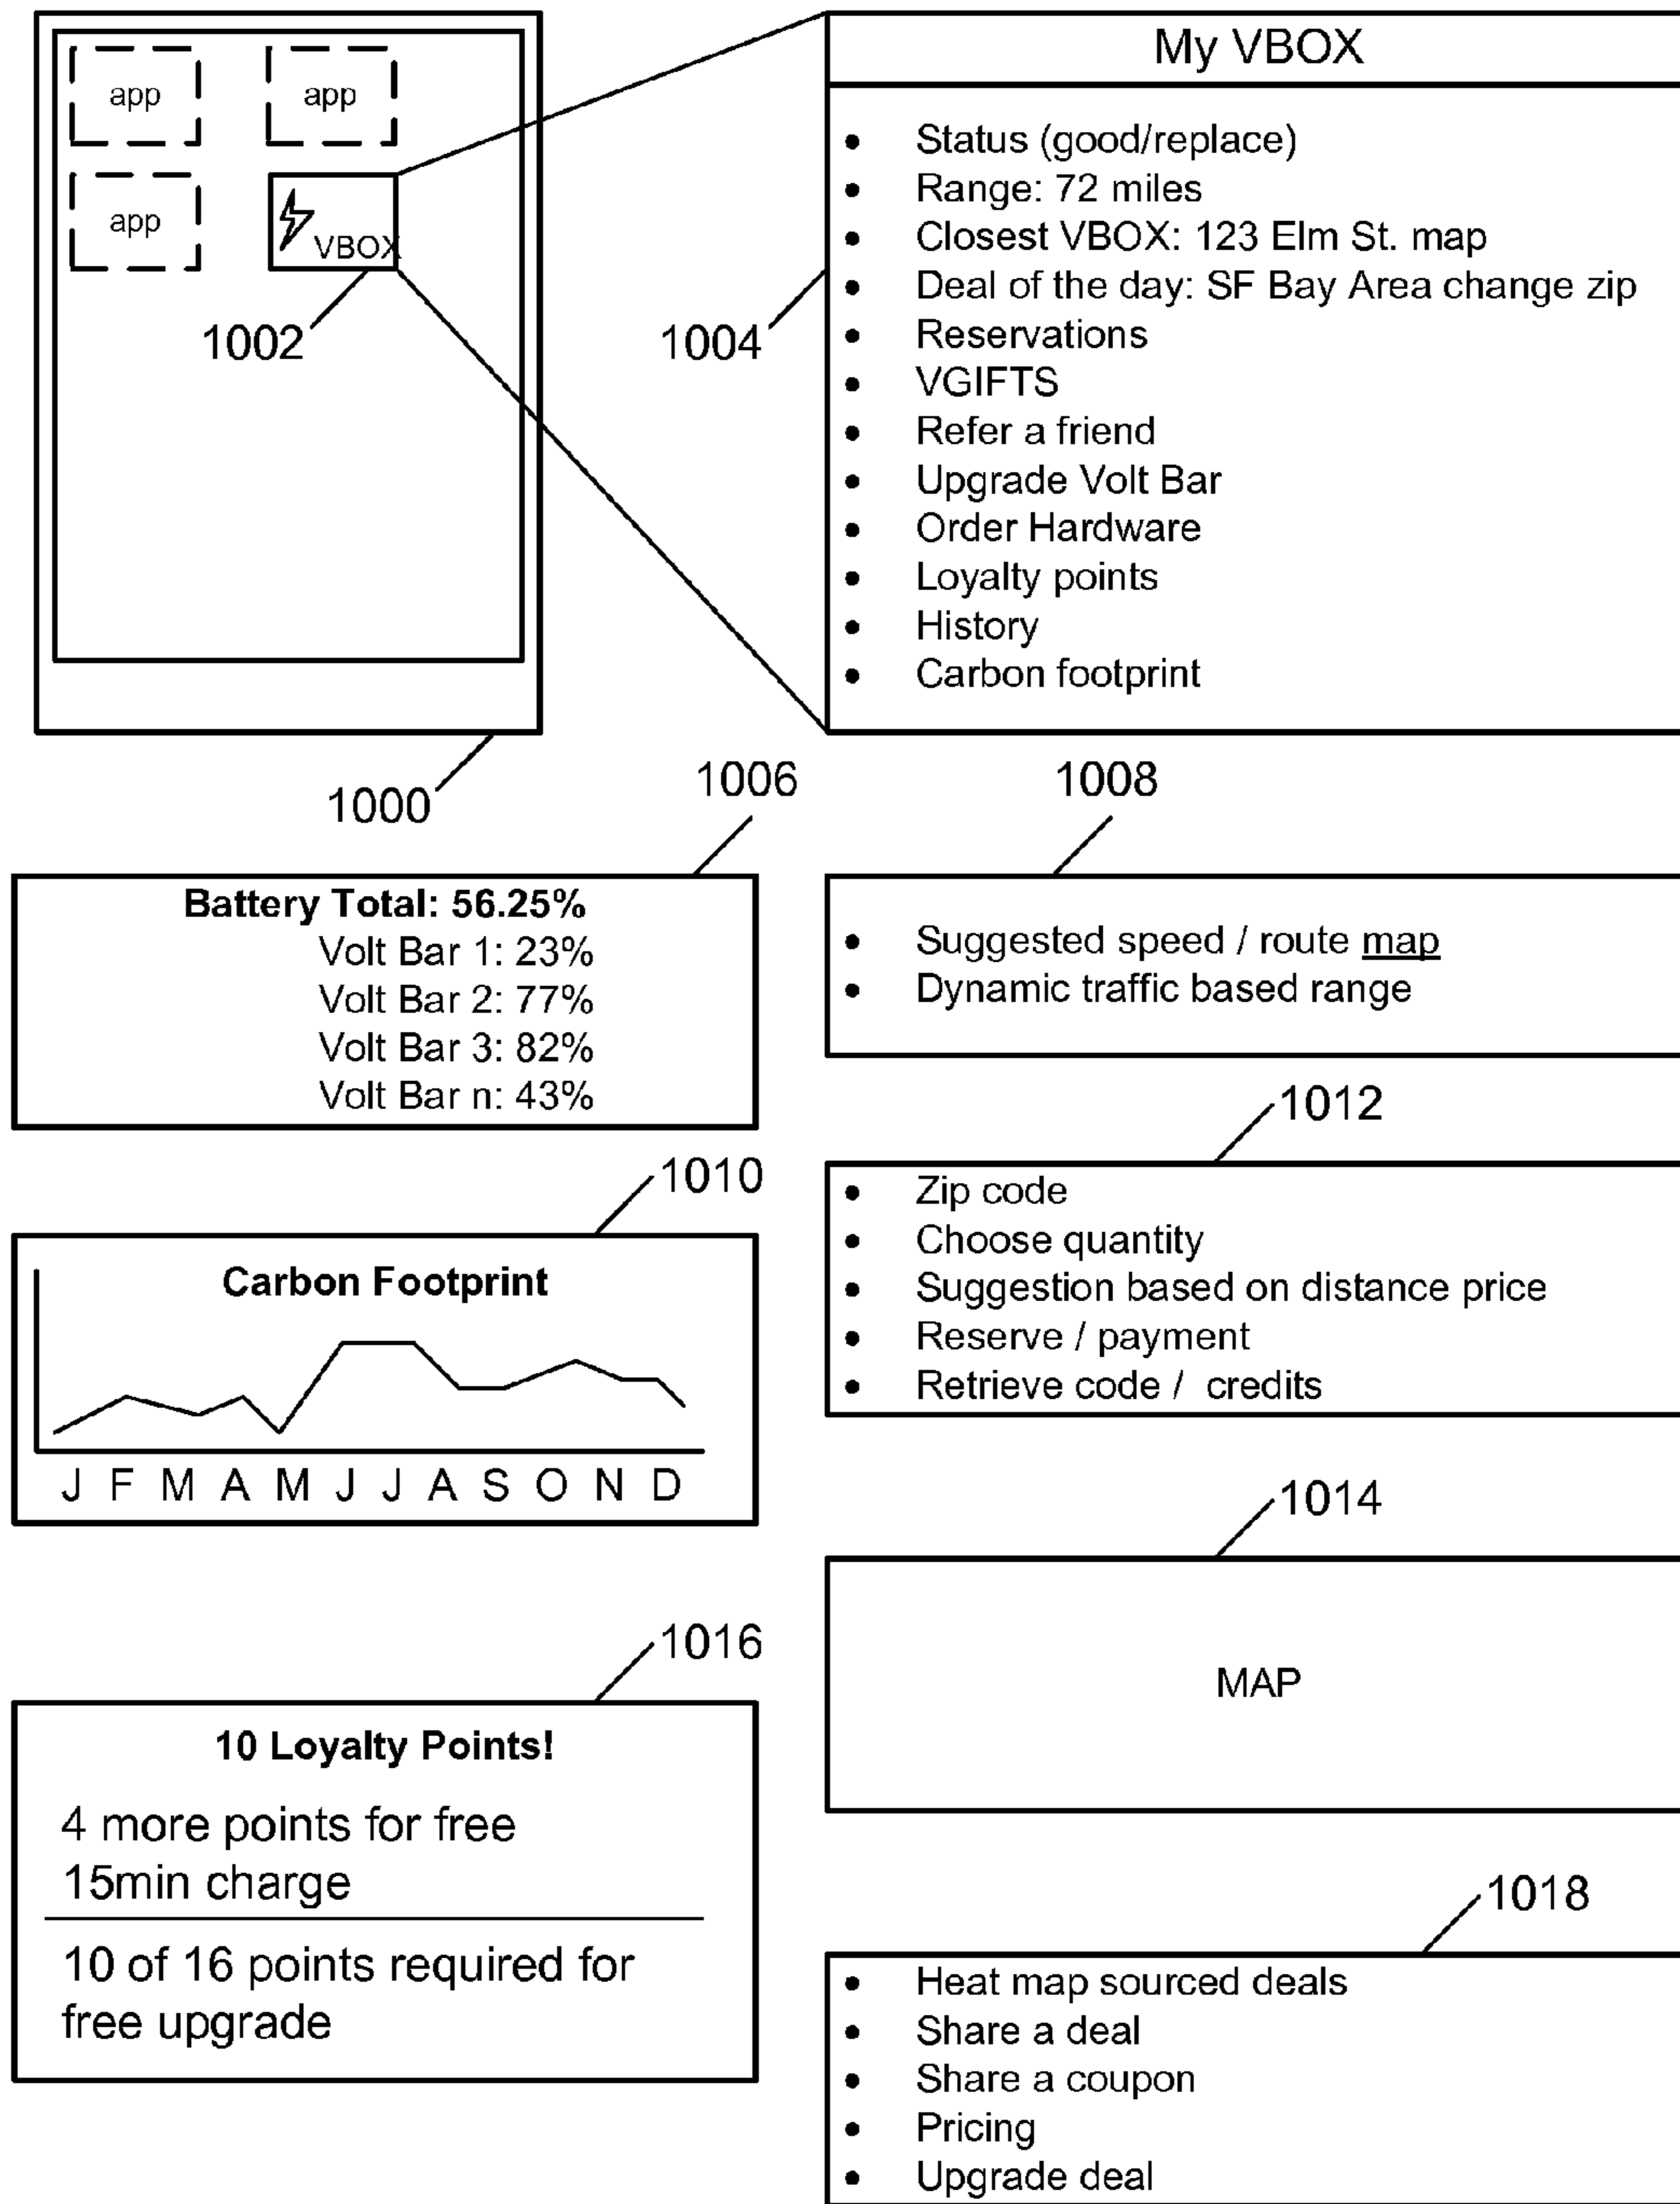 app
app
app
VBOX
1002
1000
My VBOX
• Status (good/replace)
• Range: 72 miles
• Closest VBOX: 123 Elm St. map
• Deal of the day: SF Bay Area change zip
• Reservations
• VGIFTS
• Refer a friend
• Upgrade Volt Bar
• Order Hardware
• Loyalty points
• History
• Carbon footprint
1004
1006
Battery Total: 56.25%
Volt Bar 1: 23%
Volt Bar 2: 77%
Volt Bar 3: 82%
Volt Bar n: 43%
1008
• Suggested speed / route map
• Dynamic traffic based range
1010
Carbon Footprint
J F M A M J J A S O N D
1012
• Zip code
• Choose quantity
• Suggestion based on distance price
• Reserve / payment
• Retrieve code / credits
1014
MAP
1016
10 Loyalty Points!
4 more points for free
15min charge
10 of 16 points required for
free upgrade
1018
• Heat map sourced deals
• Share a deal
• Share a coupon
• Pricing
• Upgrade deal